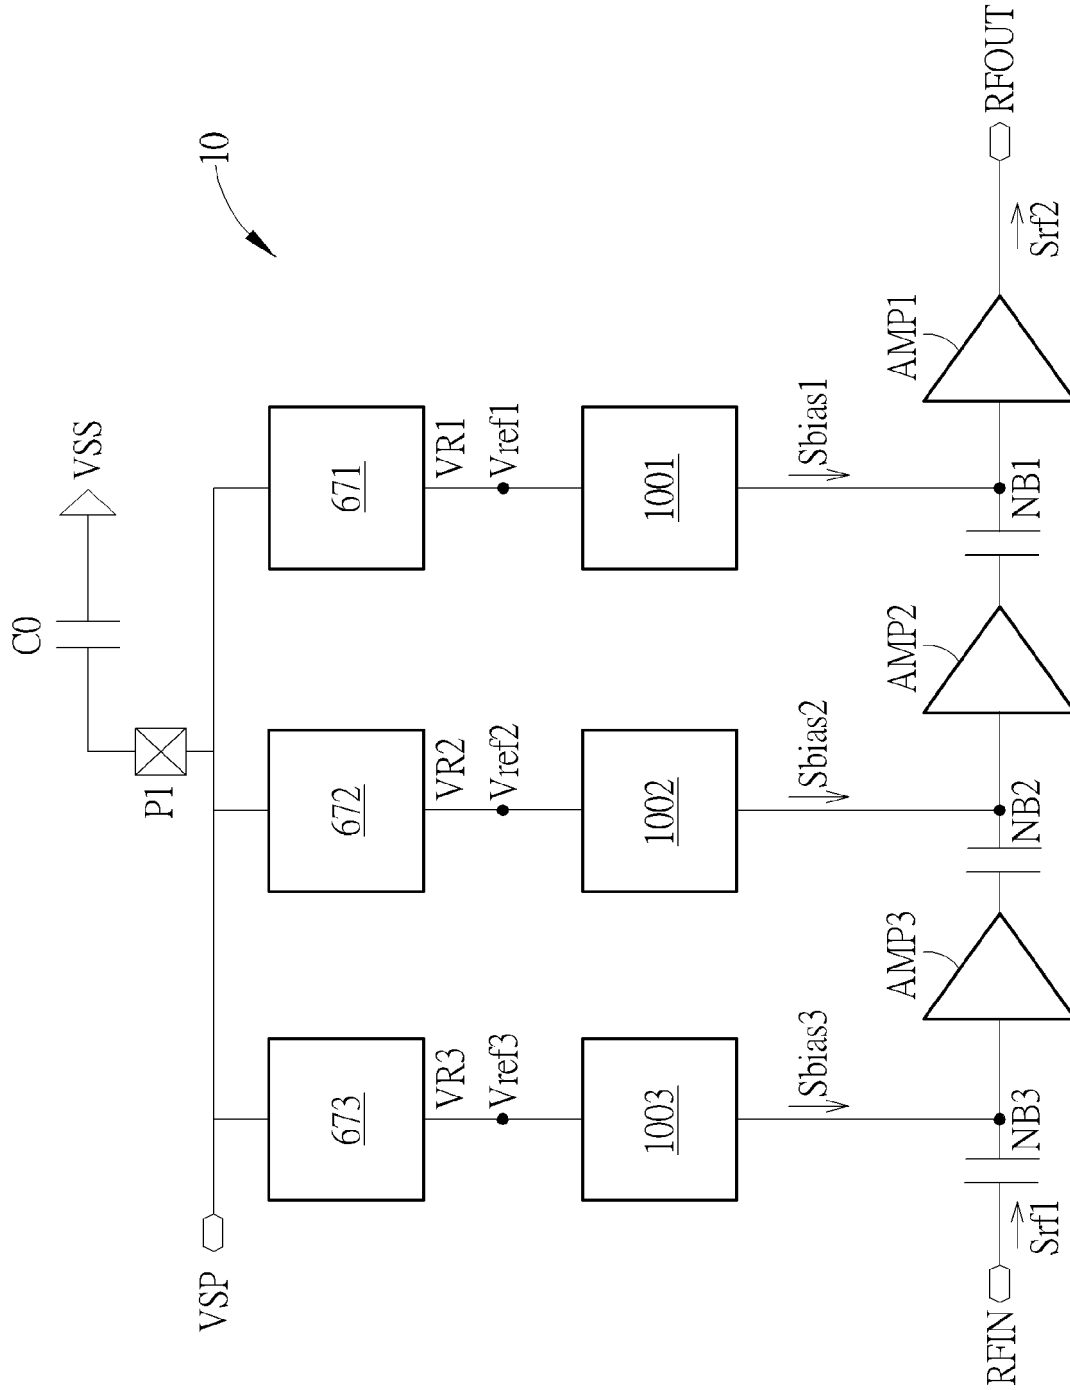 10
C0
VSS
P1
VSP
673
672
671
VR3
VR2
VR1
Vref3
Vref2
Vref1
1003
1002
1001
Sbias3
Sbias2
Sbias1
AMP3
AMP2
AMP1
RFIN
NB3
NB2
NB1
RFOUT
Srf1
Srf2